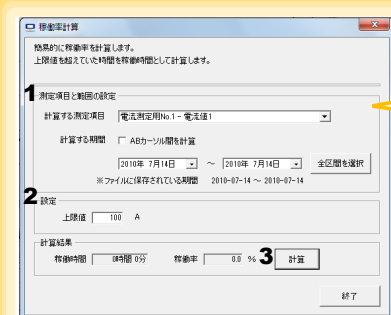 稼働率計算
簡易的に稼働率を計算します。
上限値を超えていた時間を稼働時間として計算します。
1
測定項目と範囲の設定
計算する測定項目 電流測定用No.1 - 電流値1
計算する期間 ABカーソル間を計算
2010年 7月14日 ～ 2010年 7月14日 全区間を選択
※ファイルに保存されている期間 2010-07-14 ～ 2010-07-14
2
設定
上限値 100 A
計算結果
稼働時間 0時間 0分 稼働率 0.0 % 3 計算
終了